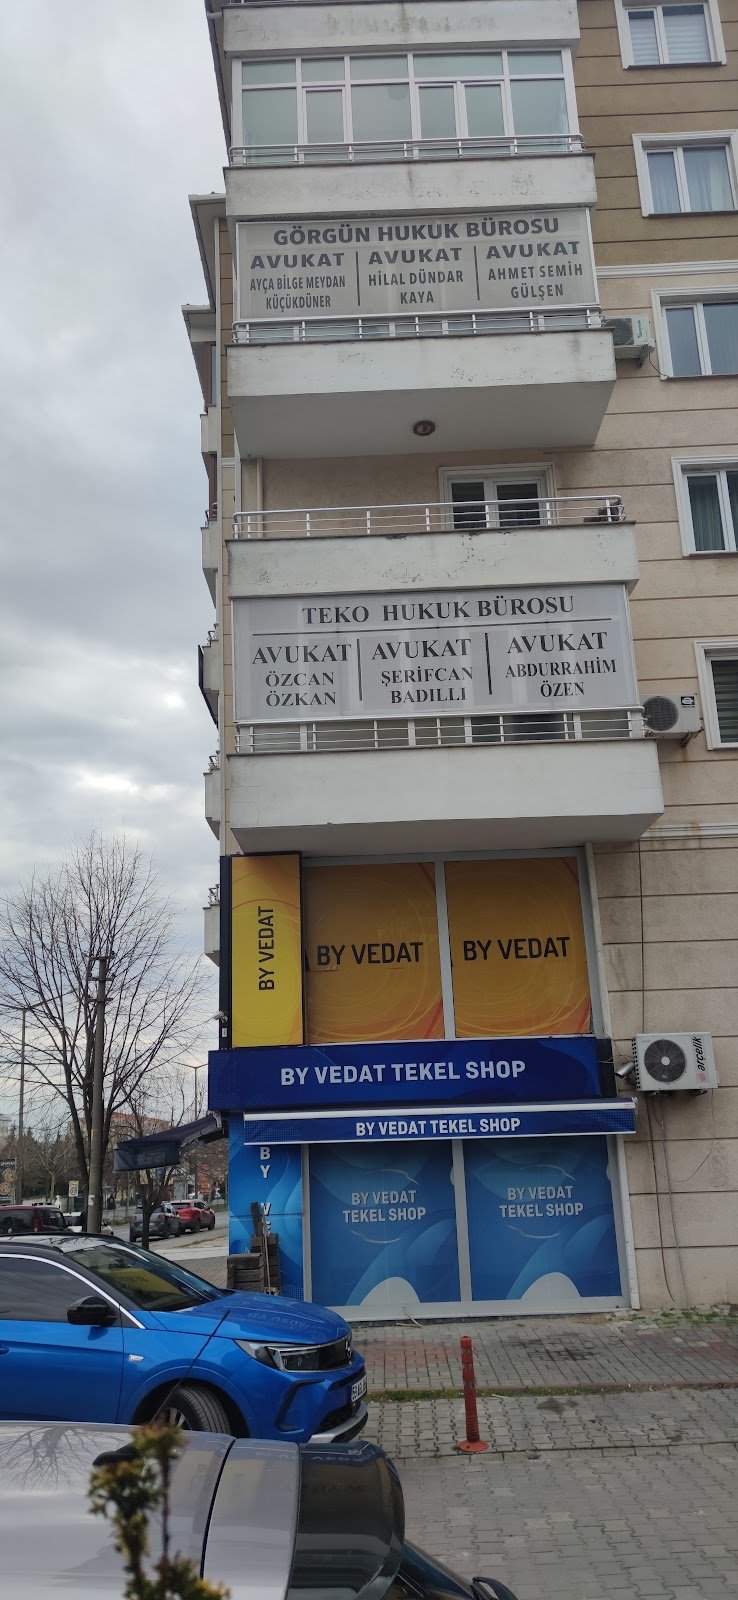 GÖRGÜN HUKUK BÜROSU
AVUKAT
AYÇA BİLGE MEYDAN
KÜÇÜKDÜNER
AVUKAT
HİLAL DÜNDAR
KAYA
AVUKAT
AHMET SEMİH
GÜLŞEN
TEKO HUKUK BÜROSU
AVUKAT
ÖZCAN
ÖZKAN
AVUKAT
ŞERİFCAN
BADILLI
AVUKAT
ABDURRAHİM
ÖZEN
BY VEDAT
BY VEDAT
BY VEDAT
arçelik
BY VEDAT TEKEL SHOP
BY VEDAT TEKEL SHOP
BY VE
BY VEDAT
TEKEL SHOP
BY VEDAT
TEKEL SHOP